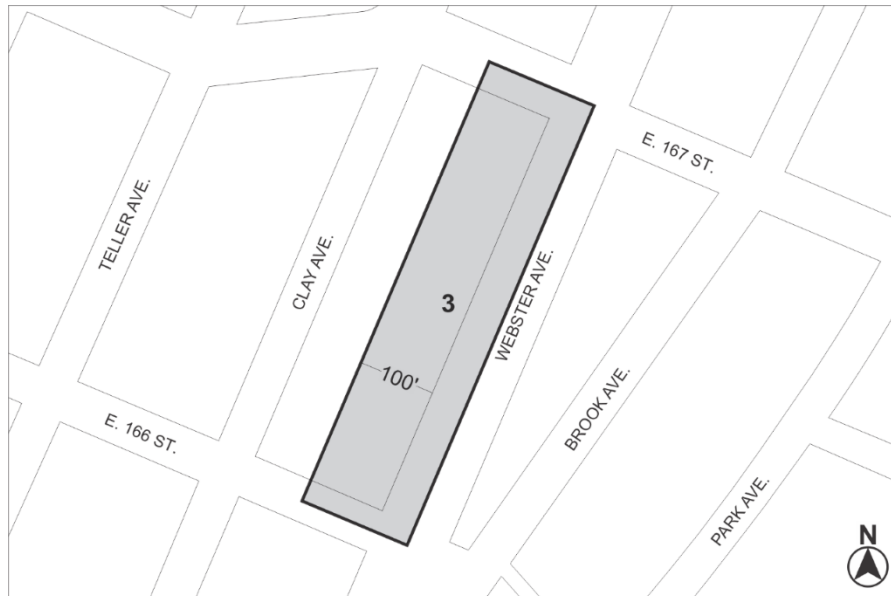 E. 167 ST.
TELLER AVE.
CLAY AVE.
3
WEBSTER AVE.
100'
BROOK AVE.
E. 166 ST.
PARK AVE.
N